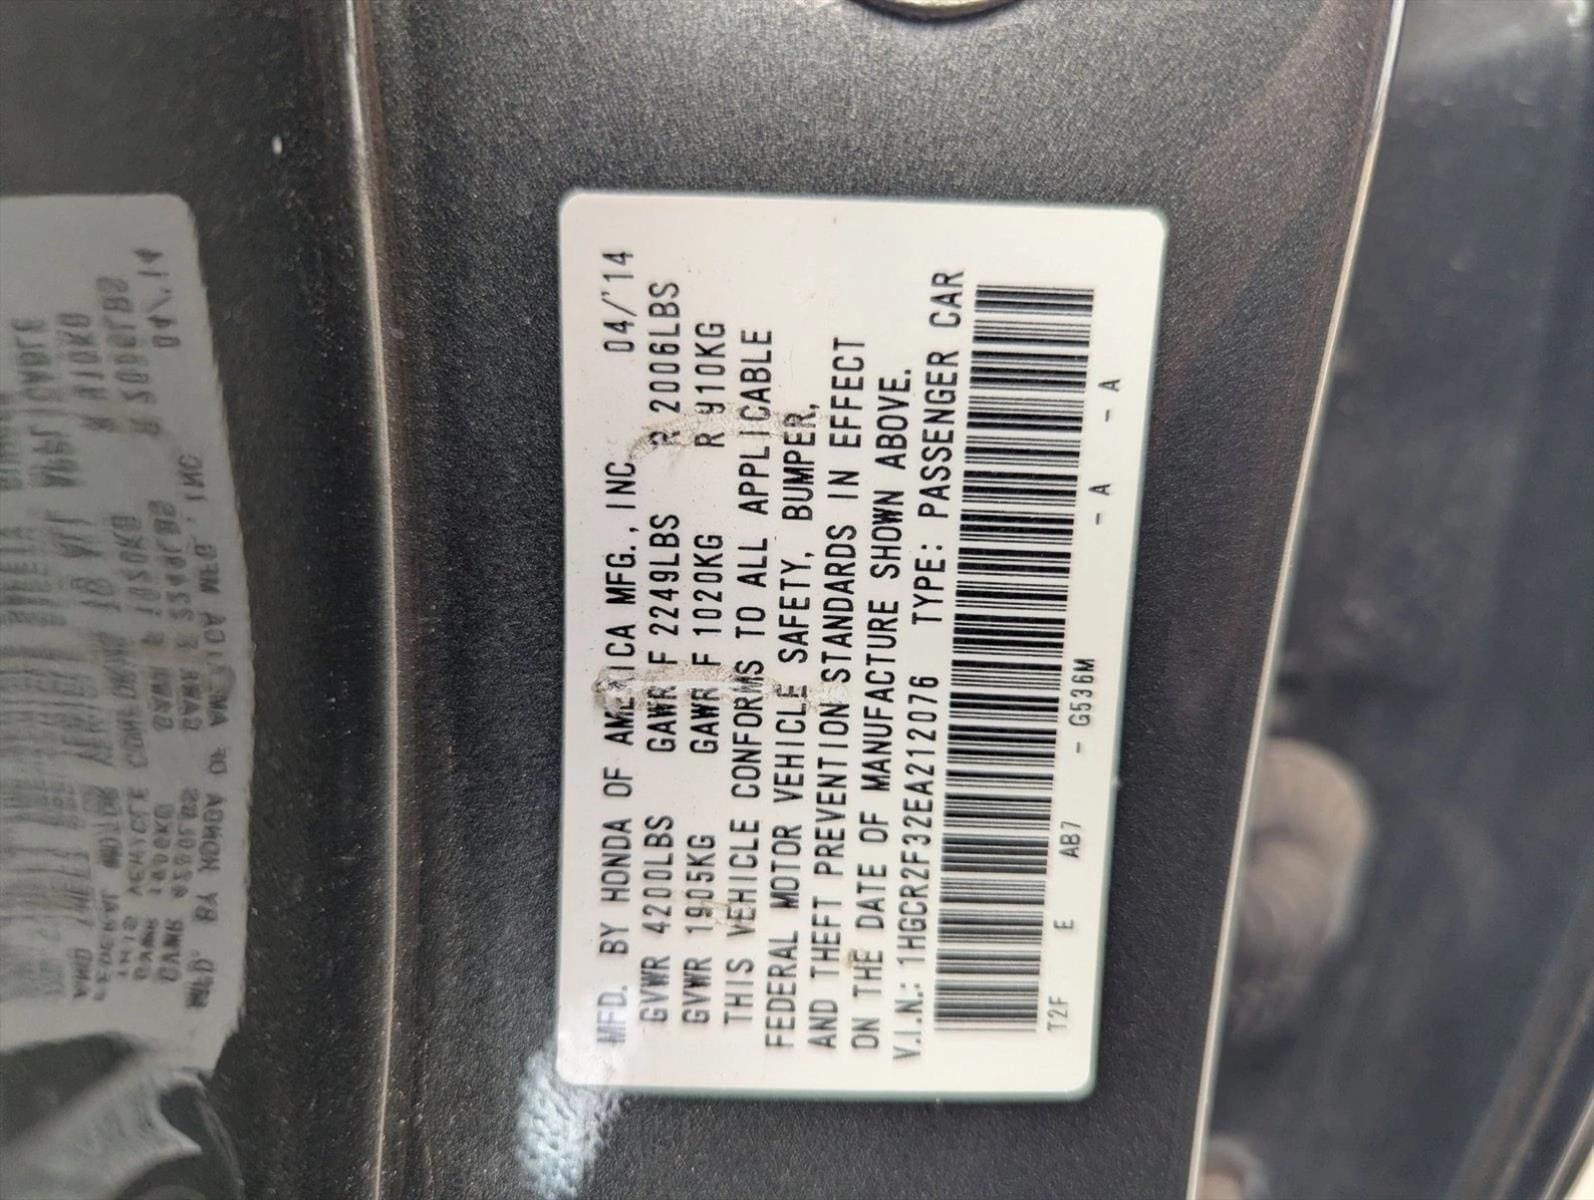 MFD. BY HONDA OF AMERICA MFG., INC 04/'14
GVWR 4200LBS GAWR F 2249LBS R 2006LBS
GVWR 1905KG GAWR F 1020KG R 910KG
THIS VEHICLE CONFORMS TO ALL APPLICABLE
FEDERAL MOTOR VEHICLE SAFETY, BUMPER,
AND THEFT PREVENTION STANDARDS IN EFFECT
ON THE DATE OF MANUFACTURE SHOWN ABOVE.
V.I.N.: 1HGCR2F32EA212076 TYPE: PASSENGER CAR
T2F E AB7 - G536M - A - A